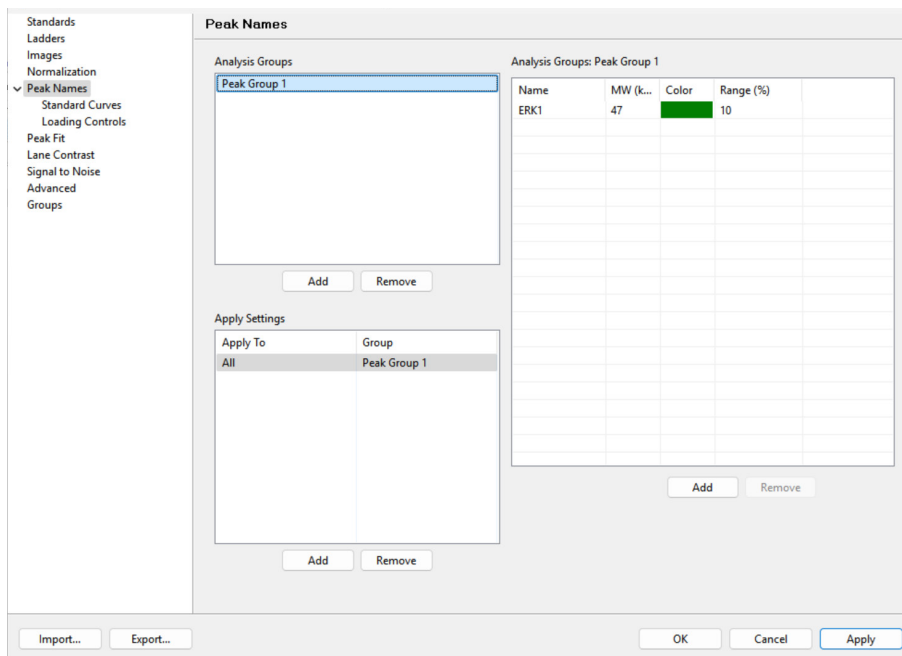 Standards
Ladders
Images
Normalization
Peak Names
Standard Curves
Loading Controls
Peak Fit
Lane Contrast
Signal to Noise
Advanced
Groups
Peak Names
Analysis Groups
Peak Group 1
Add Remove
Apply Settings
Apply To Group
All Peak Group 1
Add Remove
Analysis Groups: Peak Group 1
Name MW (k... Color Range (%)
ERK1 47 10
Add Remove
Import... Export... OK Cancel Apply